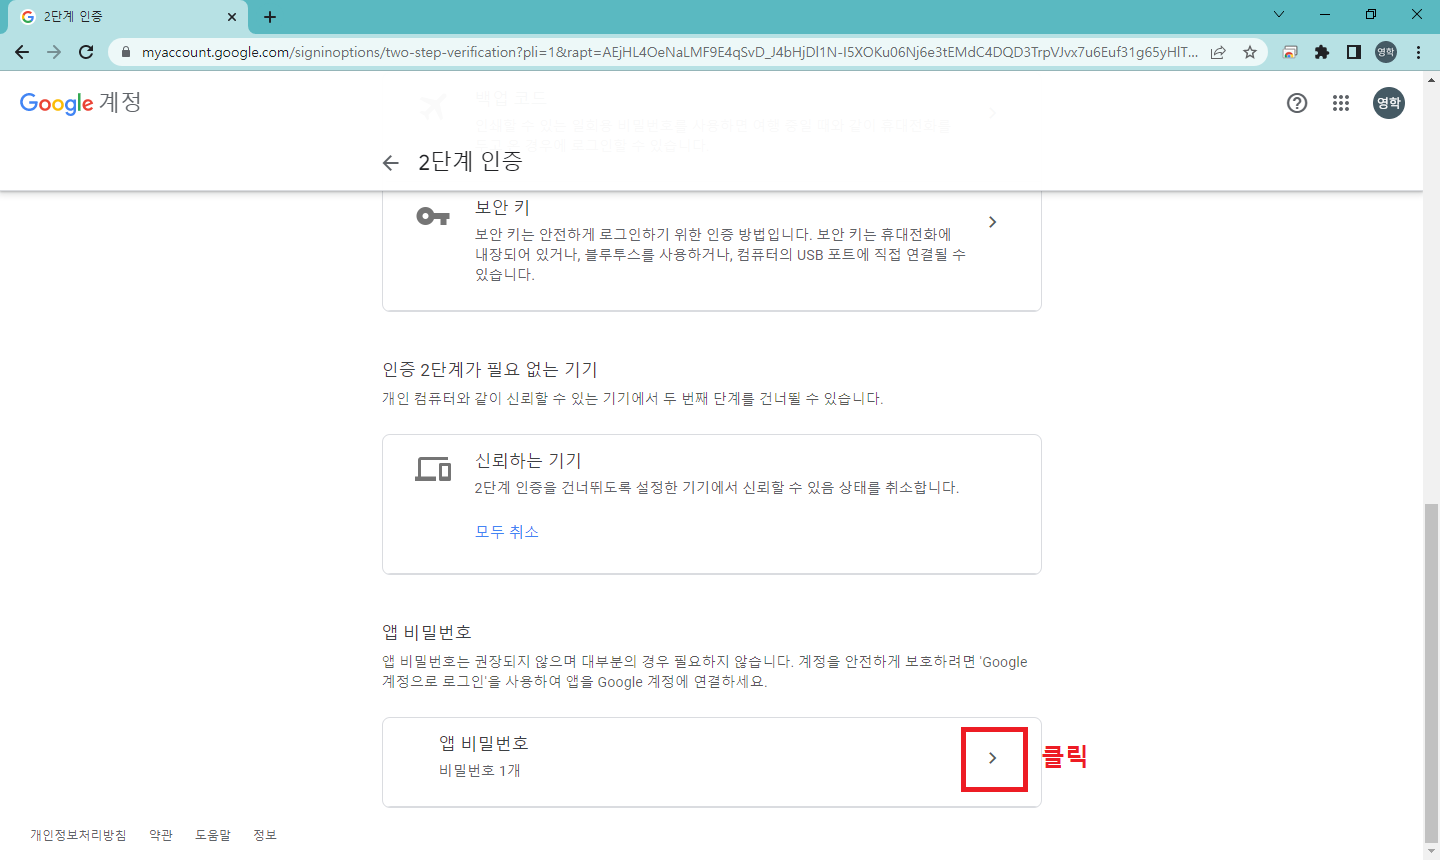 2단계 인증
myaccount.google.com/signinoptions/two-step-verification?pli=1&rapt=AEjHL4OeNaLMF9E4qSvD_J4bHjDl1N-I5XOKu06Nj6e3tEMdC4DQD3TrpVJvx7u6Euf31g65yHlT...
영학
Google 계정
백업 코드
영학
2단계 인증
보안 키
보안 키는 안전하게 로그인하기 위한 인증 방법입니다. 보안 키는 휴대전화에
내장되어 있거나, 블루투스를 사용하거나, 컴퓨터의 USB 포트에 직접 연결될 수
있습니다.
인증 2단계가 필요 없는 기기
개인 컴퓨터와 같이 신뢰할 수 있는 기기에서 두 번째 단계를 건너뛸 수 있습니다.
신뢰하는 기기
2단계 인증을 건너뛰도록 설정한 기기에서 신뢰할 수 있음 상태를 취소합니다.
모두 취소
앱 비밀번호
앱 비밀번호는 권장되지 않으며 대부분의 경우 필요하지 않습니다. 계정을 안전하게 보호하려면 'Google
계정으로 로그인'을 사용하여 앱을 Google 계정에 연결하세요.
앱 비밀번호
비밀번호 1개
클릭
개인정보처리방침 약관 도움말 정보